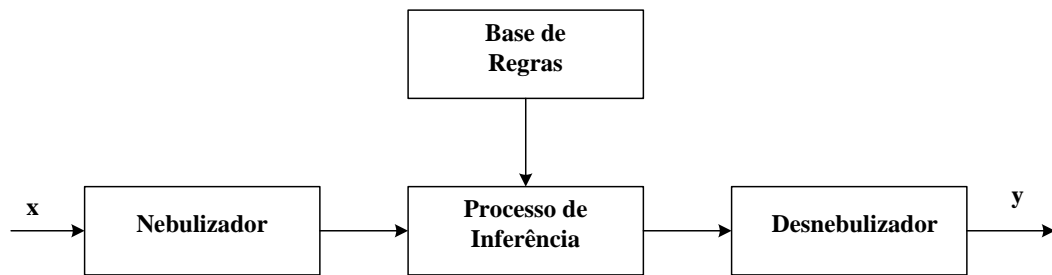 Base de
Regras
x
Nebulizador
Processo de
Inferência
Desnebulizador
y